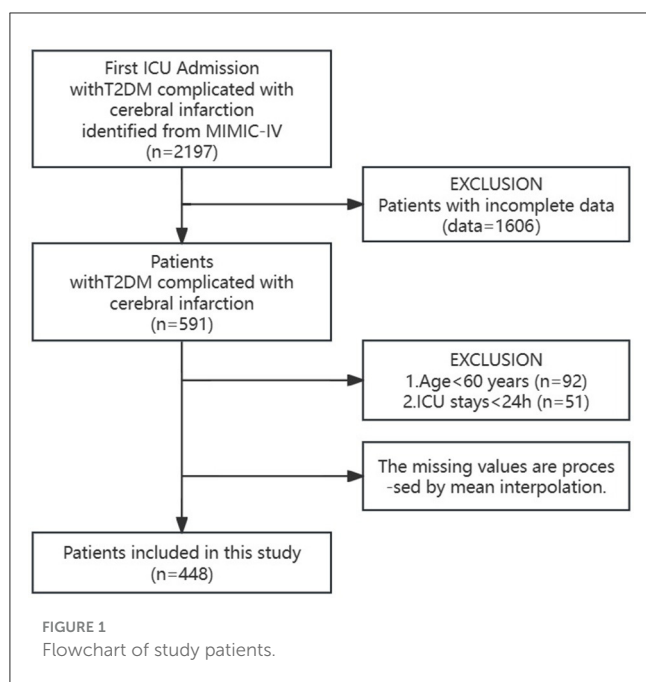 First ICU Admission
withT2DM complicated with
cerebral infarction
identified from MIMIC-IV
(n=2197)
EXCLUSION
Patients with incomplete data
(data=1606)
Patients
withT2DM complicated with
cerebral infarction
(n=591)
EXCLUSION
1.Age<60 years (n=92)
2.ICU stays<24h (n=51)
The missing values are proces
-sed by mean interpolation.
Patients included in this study
(n=448)
FIGURE 1
Flowchart of study patients.